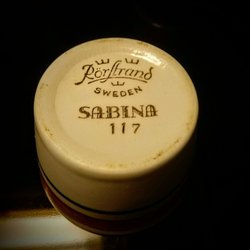 Rörstrand
SWEDEN
SABINA
117